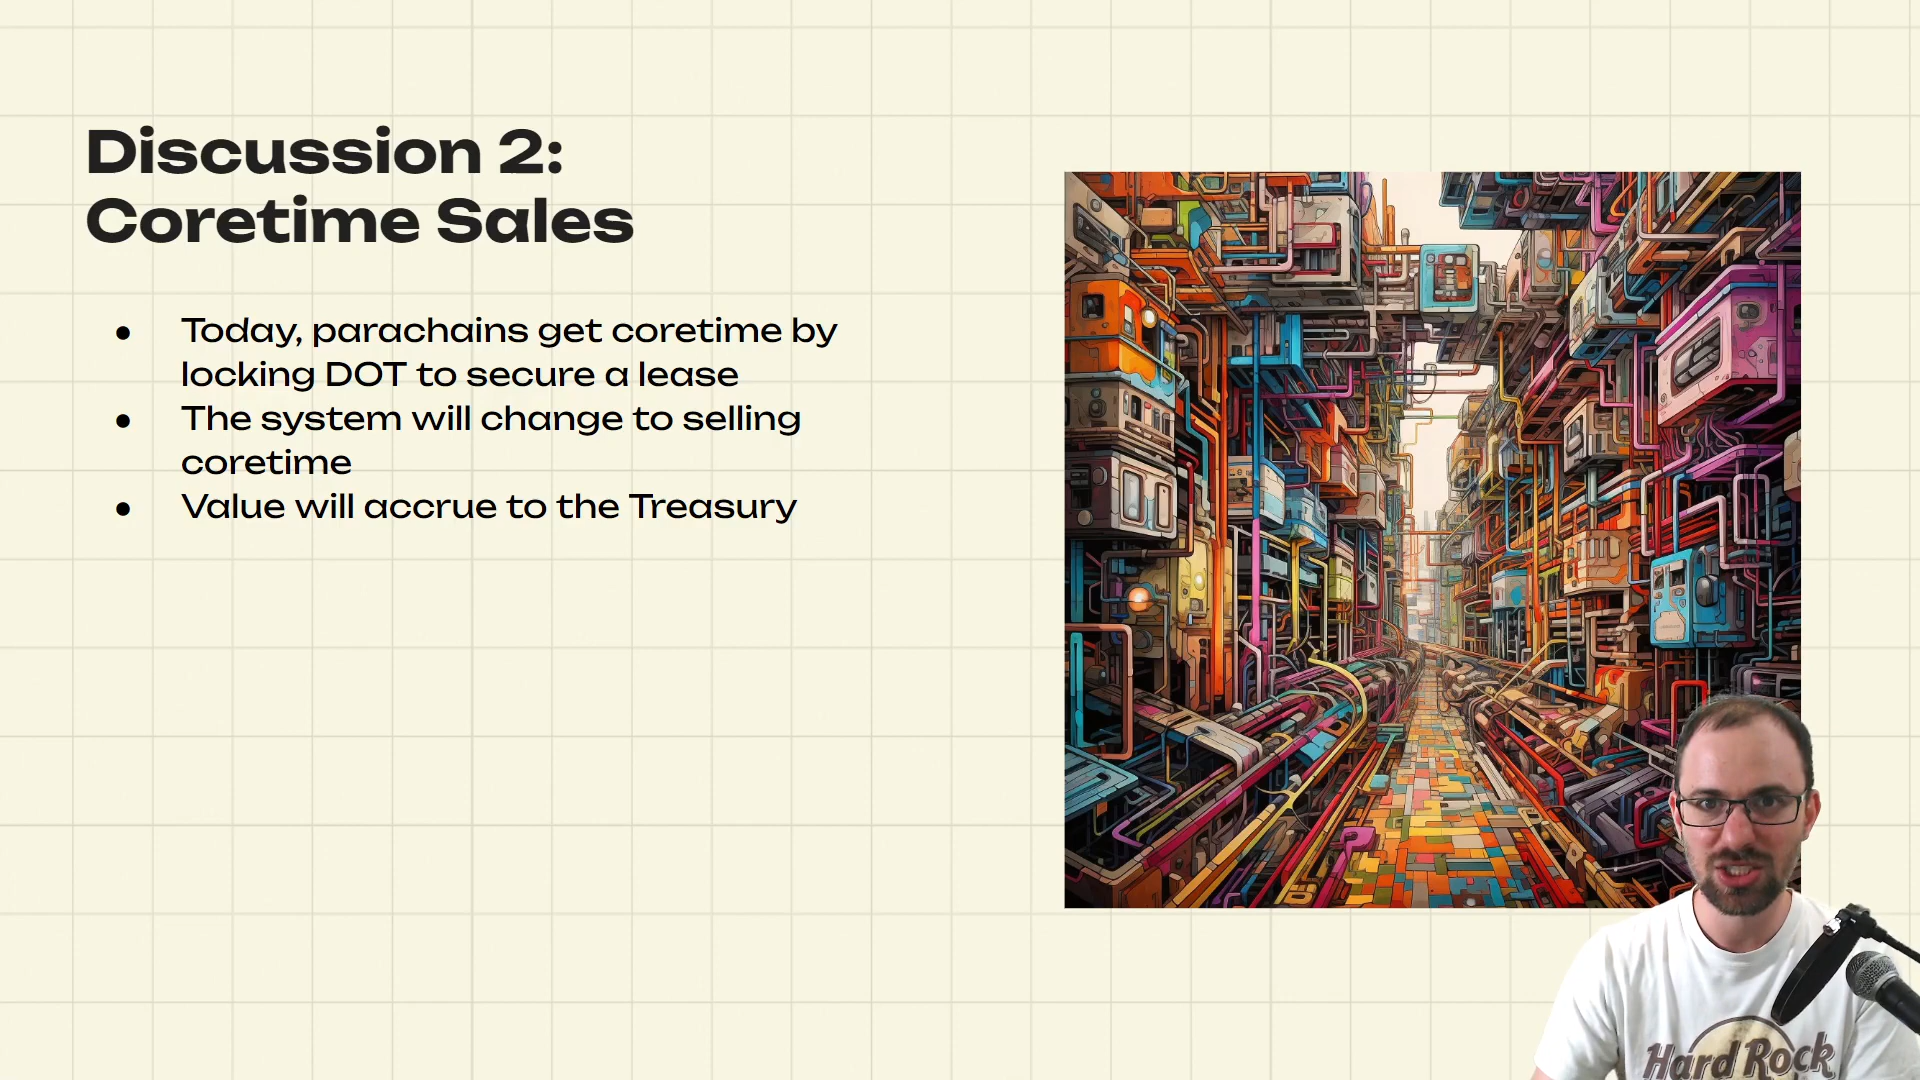 Discussion 2:
Coretime Sales
● Today, parachains get coretime by
locking DOT to secure a lease
● The system will change to selling
coretime
● Value will accrue to the Treasury
Hard Rock